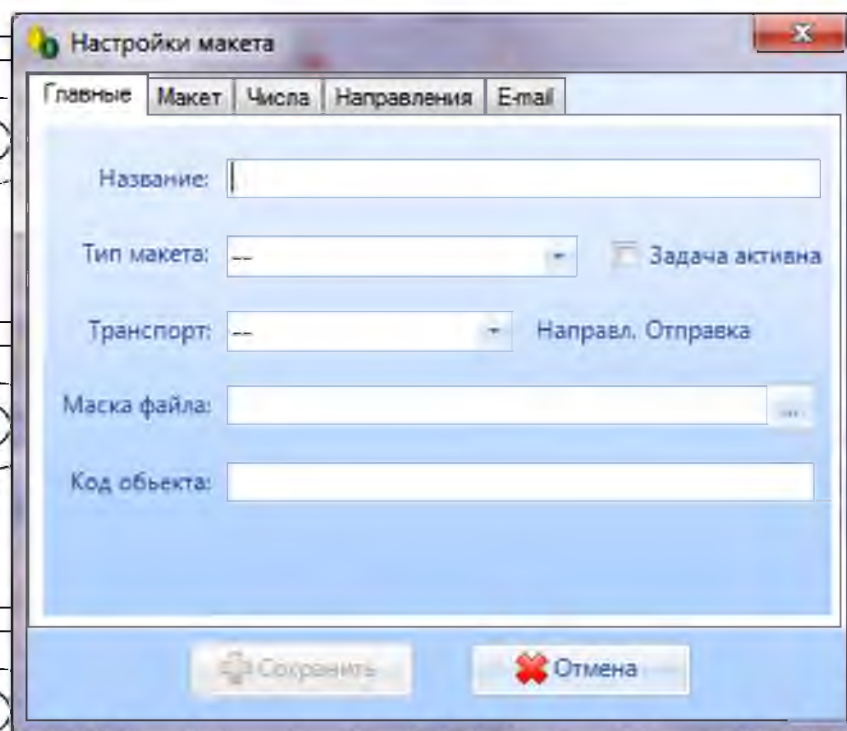 Настройки макета
Главные Макет Числа Направления E-mail
Название:
Тип макета: -- Задача активна
Транспорт: -- Направл. Отправка
Маска файла: ...
Код обьекта:
Сохранить Отмена